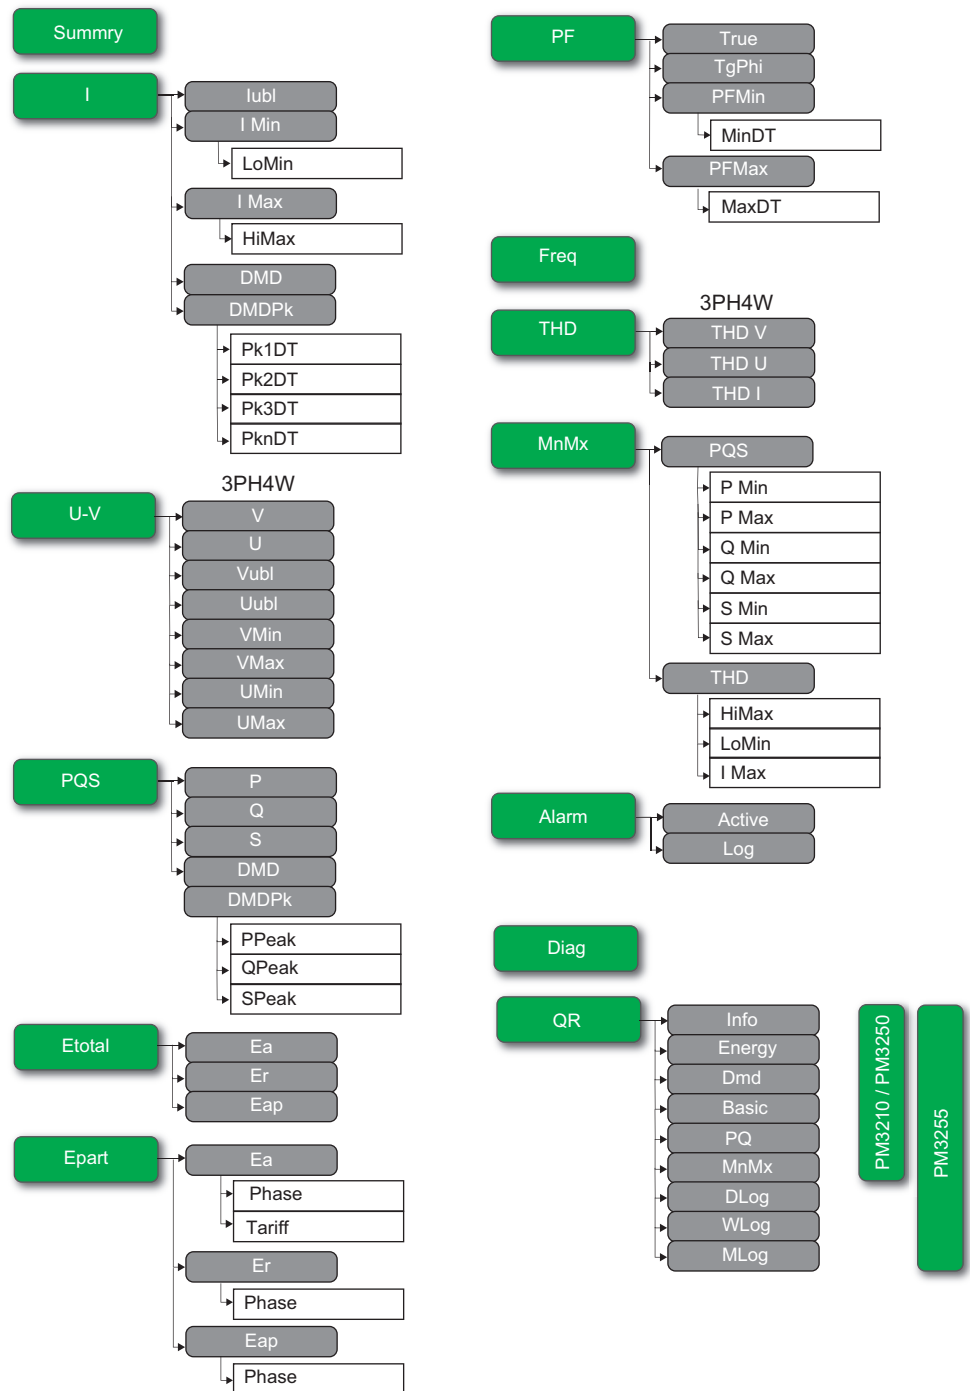 Summry
I
Iubl
I Min
LoMin
I Max
HiMax
DMD
DMDPk
Pk1DT
Pk2DT
Pk3DT
PknDT
3PH4W
U-V
V
U
Vubl
Uubl
VMin
VMax
UMin
UMax
PQS
P
Q
S
DMD
DMDPk
PPeak
QPeak
SPeak
Etotal
Ea
Er
Eap
Epart
Ea
Phase
Tariff
Er
Phase
Eap
Phase
PF
True
TgPhi
PFMin
MinDT
PFMax
MaxDT
Freq
3PH4W
THD
THD V
THD U
THD I
MnMx
PQS
P Min
P Max
Q Min
Q Max
S Min
S Max
THD
HiMax
LoMin
I Max
Alarm
Active
Log
Diag
QR
Info
Energy
Dmd
Basic
PQ
MnMx
DLog
WLog
MLog
PM3210 / PM3250
PM3255